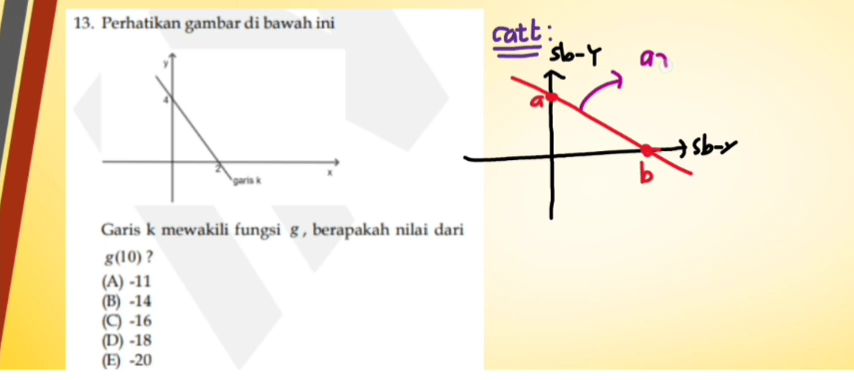 13. Perhatikan gambar di bawah ini
y
4
2
x
garis k
Garis k mewakili fungsi g, berapakah nilai dari
g(10) ?
(A) -11
(B) -14
(C) -16
(D) -18
(E) -20
catt:
sb-Y
a
b